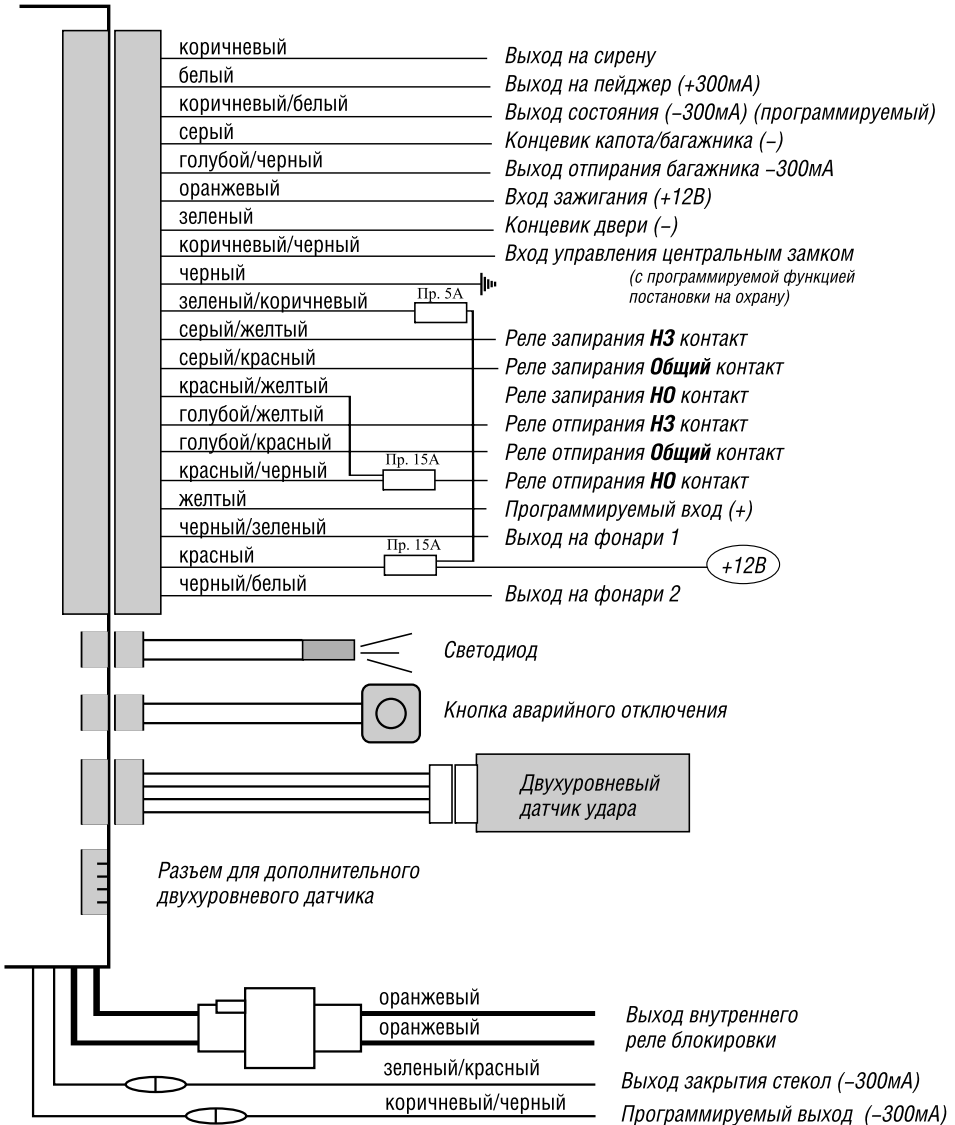 коричневый Выход на сирену
белый Выход на пейджер (+300мА)
коричневый/белый Выход состояния (–300мА) (программируемый)
серый Концевик капота/багажника (–)
голубой/черный Выход отпирания багажника –300мА
оранжевый Вход зажигания (+12В)
зеленый Концевик двери (–)
коричневый/черный Вход управления центральным замком
черный (с программируемой функцией
постановки на охрану)
зеленый/коричневый Пр. 5А
серый/желтый Реле запирания НЗ контакт
серый/красный Реле запирания Общий контакт
красный/желтый Реле запирания НО контакт
голубой/желтый Реле отпирания НЗ контакт
голубой/красный Реле отпирания Общий контакт
красный/черный Пр. 15А Реле отпирания НО контакт
желтый Программируемый вход (+)
черный/зеленый Выход на фонари 1
красный Пр. 15А +12В
черный/белый Выход на фонари 2
Светодиод
Кнопка аварийного отключения
Двухуровневый
датчик удара
Разъем для дополнительного
двухуровневого датчика
оранжевый Выход внутреннего
оранжевый реле блокировки
зеленый/красный Выход закрытия стекол (–300мА)
коричневый/черный Программируемый выход (–300мА)